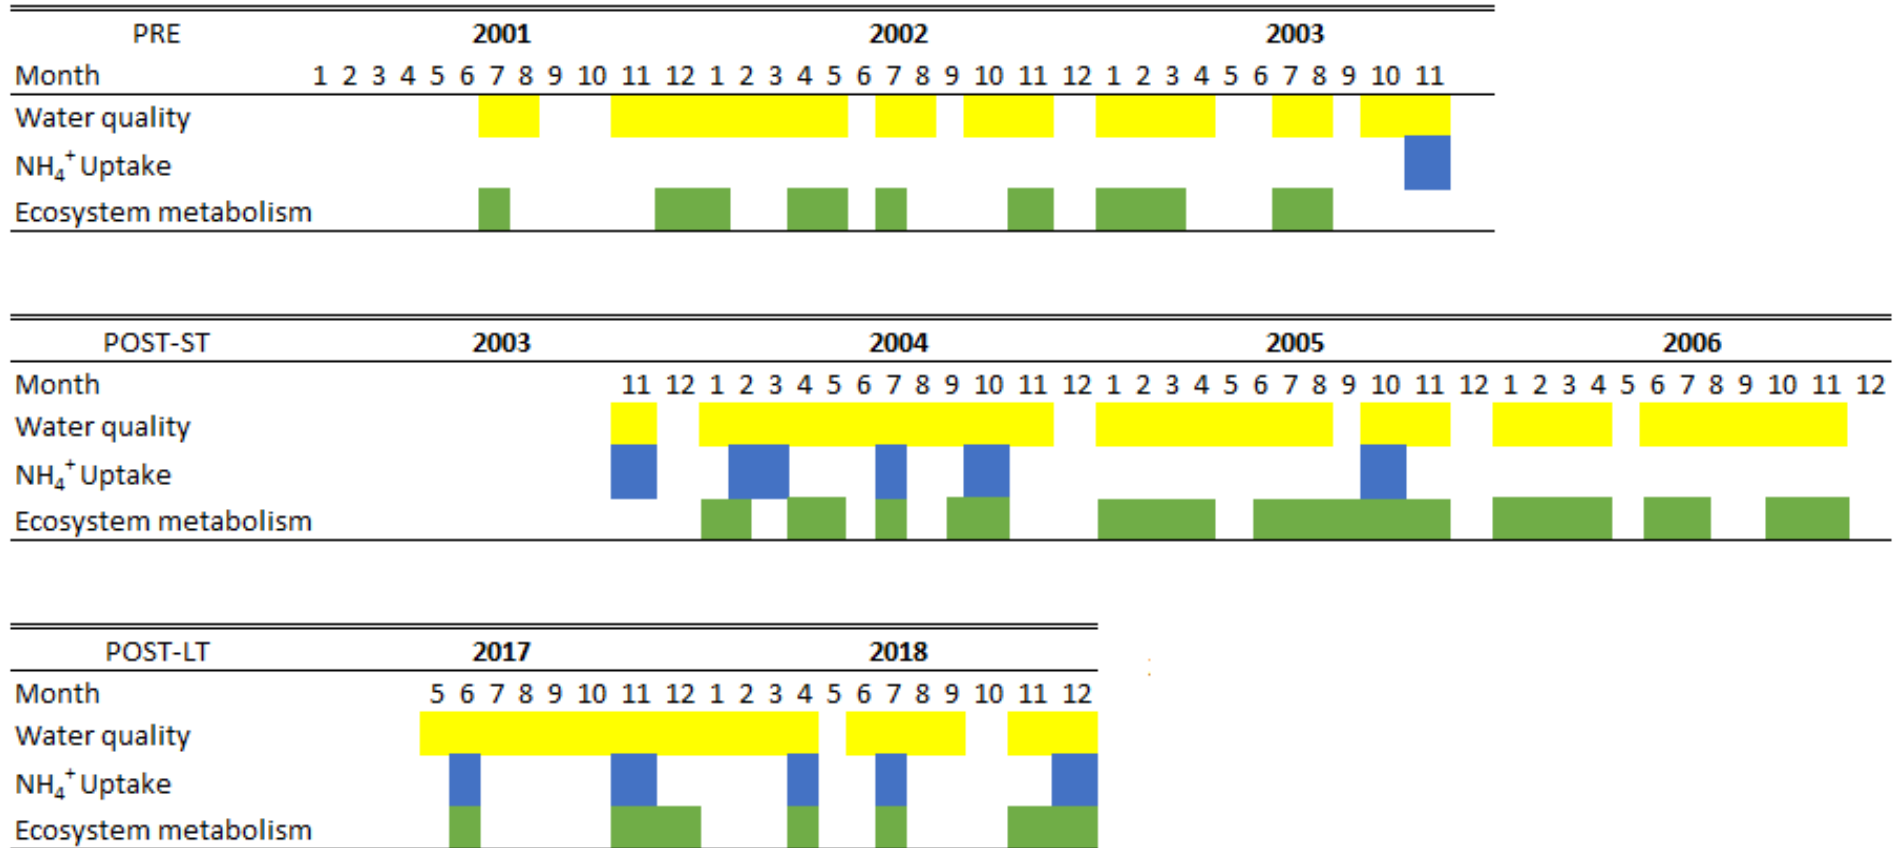 PRE 2001 2002 2003
Month 1 2 3 4 5 6 7 8 9 10 11 12 1 2 3 4 5 6 7 8 9 10 11 12 1 2 3 4 5 6 7 8 9 10 11
Water quality
NH₄⁺ Uptake
Ecosystem metabolism
POST-ST 2003 2004 2005 2006
Month 11 12 1 2 3 4 5 6 7 8 9 10 11 12 1 2 3 4 5 6 7 8 9 10 11 12 1 2 3 4 5 6 7 8 9 10 11 12
Water quality
NH₄⁺ Uptake
Ecosystem metabolism
POST-LT 2017 2018
Month 5 6 7 8 9 10 11 12 1 2 3 4 5 6 7 8 9 10 11 12
Water quality
NH₄⁺ Uptake
Ecosystem metabolism